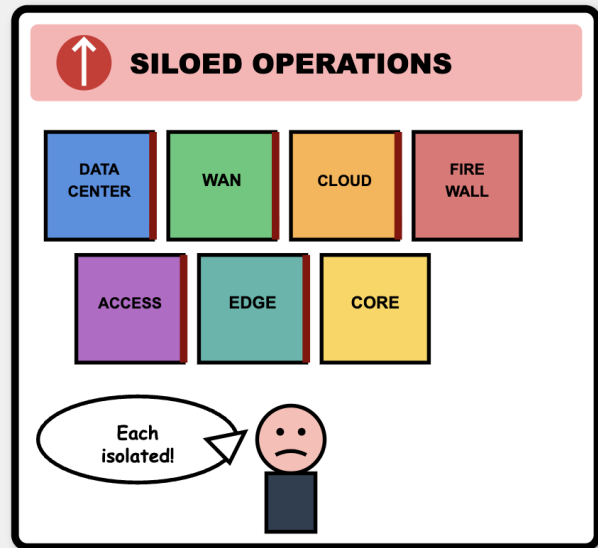 SILOED OPERATIONS
DATA
CENTER
WAN
CLOUD
FIRE
WALL
ACCESS
EDGE
CORE
Each
isolated!